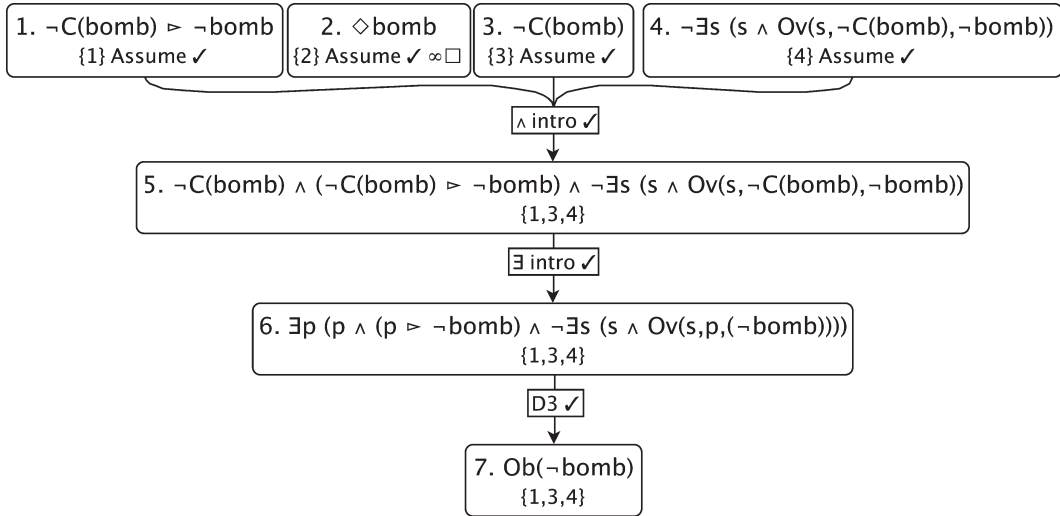 1. ¬C(bomb) ▻ ¬bomb
{1} Assume ✓
2. ◇bomb
{2} Assume ✓ ∞□
3. ¬C(bomb)
{3} Assume ✓
4. ¬∃s (s ∧ Ov(s,¬C(bomb),¬bomb))
{4} Assume ✓
∧ intro ✓
5. ¬C(bomb) ∧ (¬C(bomb) ▻ ¬bomb) ∧ ¬∃s (s ∧ Ov(s,¬C(bomb),¬bomb))
{1,3,4}
∃ intro ✓
6. ∃p (p ∧ (p ▻ ¬bomb) ∧ ¬∃s (s ∧ Ov(s,p,(¬bomb))))
{1,3,4}
D3 ✓
7. Ob(¬bomb)
{1,3,4}